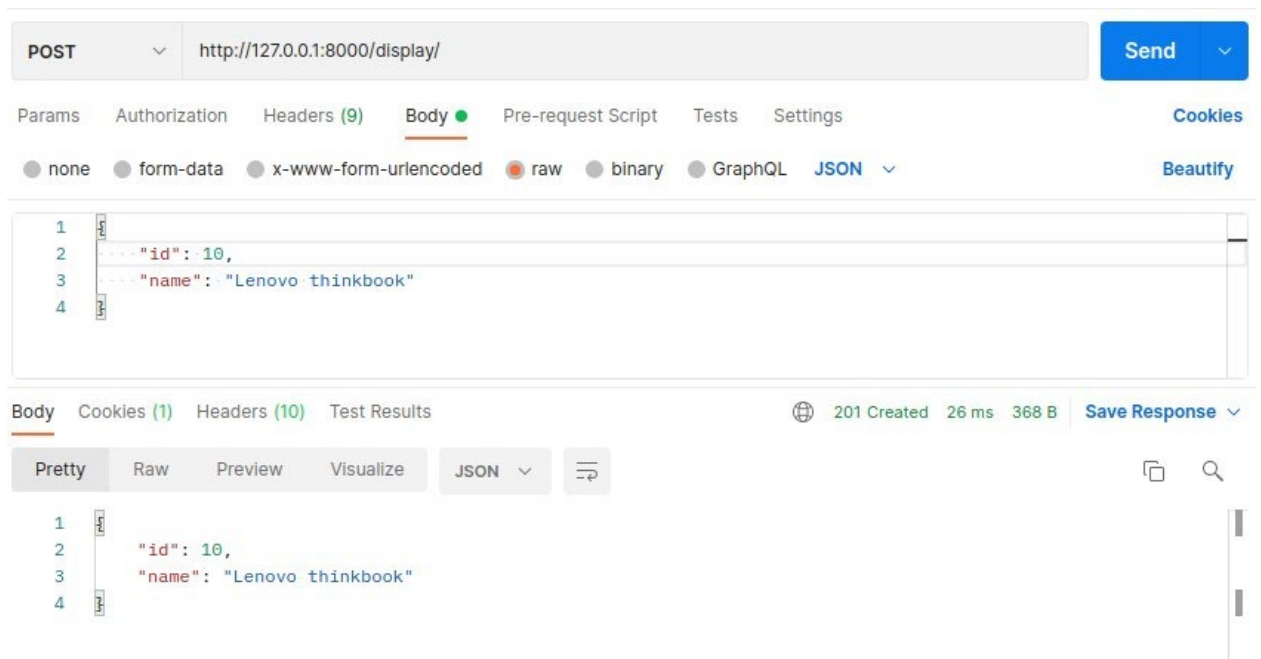 POST http://127.0.0.1:8000/display/ Send
Params Authorization Headers (9) Body Pre-request Script Tests Settings Cookies
none form-data x-www-form-urlencoded raw binary GraphQL JSON Beautify
1 {
2 "id": 10,
3 "name": "Lenovo thinkbook"
4 }
Body Cookies (1) Headers (10) Test Results 201 Created 26 ms 368 B Save Response
Pretty Raw Preview Visualize JSON
1 {
2 "id": 10,
3 "name": "Lenovo thinkbook"
4 }